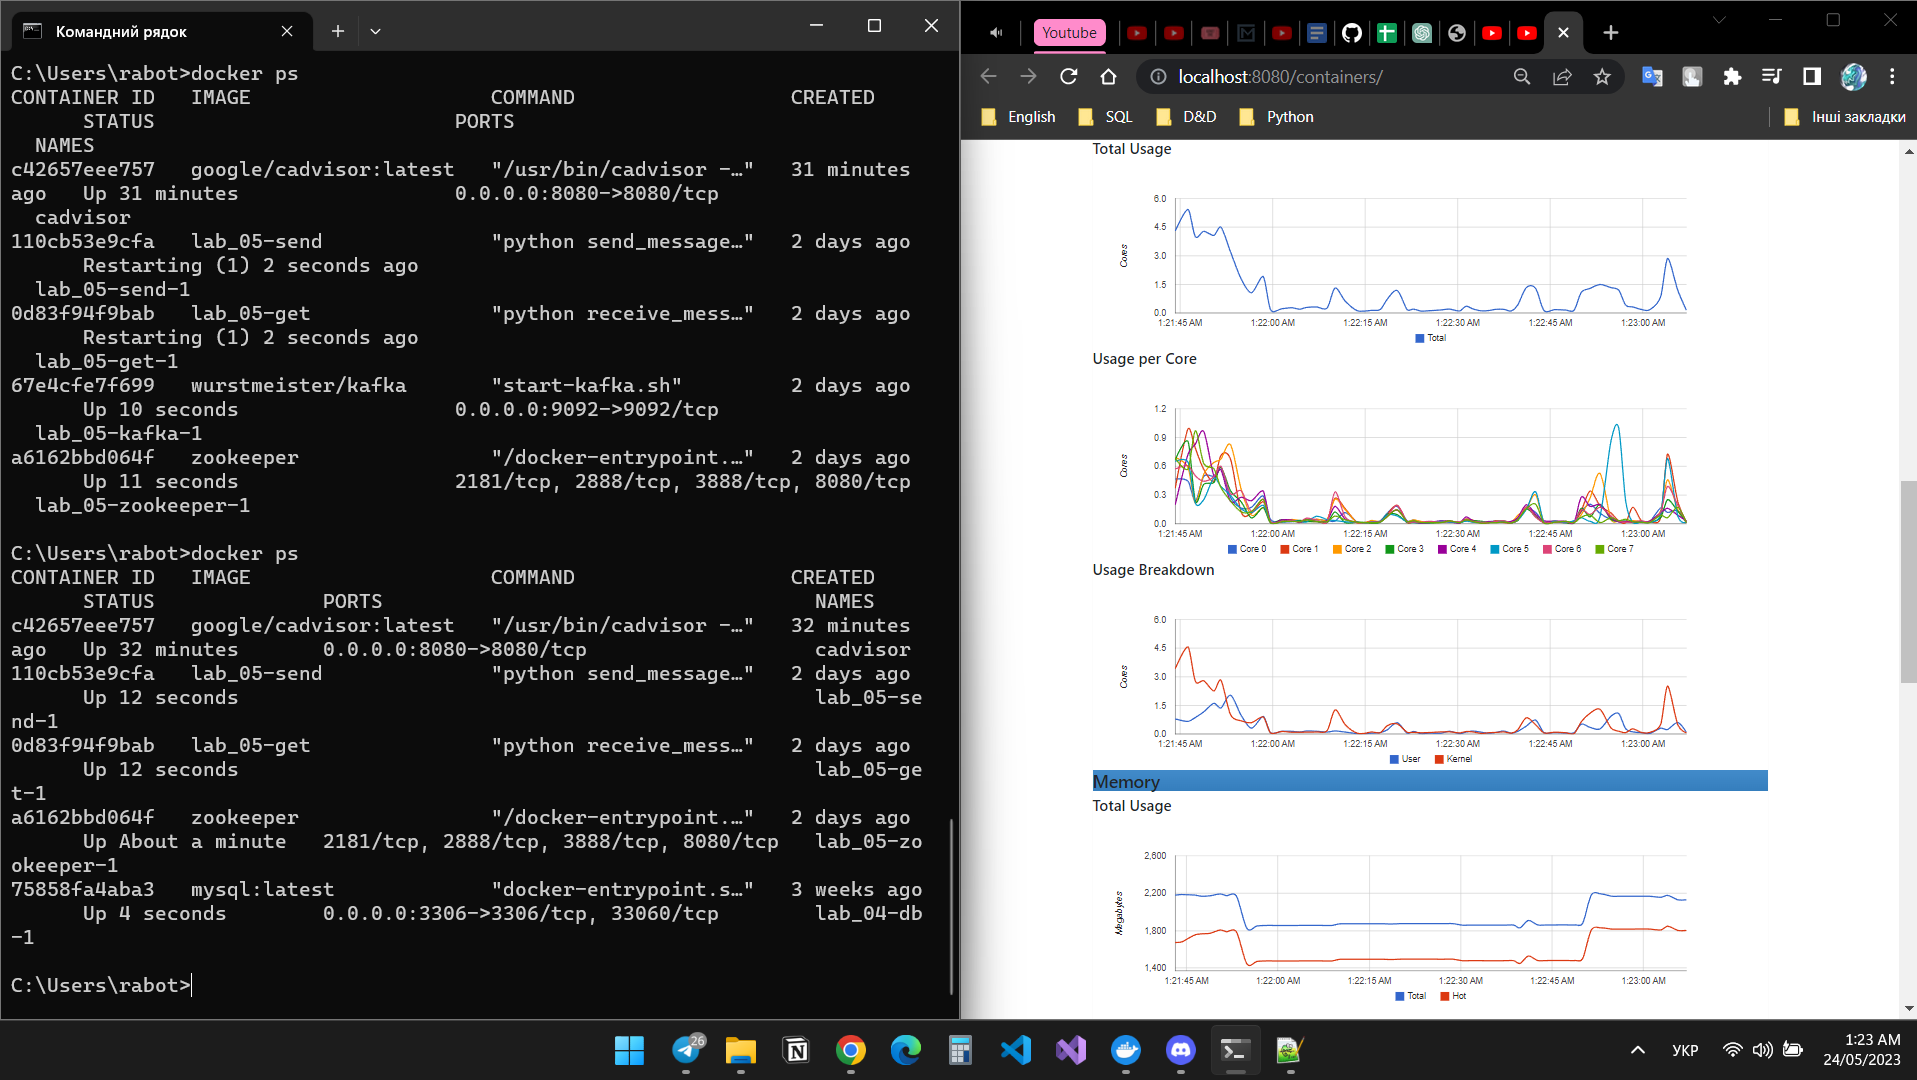 Командний рядок
C:\Users\rabot>docker ps
CONTAINER ID   IMAGE                    COMMAND                  CREATED
      STATUS                         PORTS
  NAMES
c42657eee757   google/cadvisor:latest   "/usr/bin/cadvisor -…"   31 minutes
ago   Up 31 minutes                  0.0.0.0:8080->8080/tcp
  cadvisor
110cb53e9cfa   lab_05-send              "python send_message…"   2 days ago
      Restarting (1) 2 seconds ago
  lab_05-send-1
0d83f94f9bab   lab_05-get               "python receive_mess…"   2 days ago
      Restarting (1) 2 seconds ago
  lab_05-get-1
67e4cfe7f699   wurstmeister/kafka       "start-kafka.sh"         2 days ago
      Up 10 seconds                  0.0.0.0:9092->9092/tcp
  lab_05-kafka-1
a6162bbd064f   zookeeper                "/docker-entrypoint.…"   2 days ago
      Up 11 seconds                  2181/tcp, 2888/tcp, 3888/tcp, 8080/tcp
  lab_05-zookeeper-1
C:\Users\rabot>docker ps
CONTAINER ID   IMAGE                    COMMAND                  CREATED
      STATUS              PORTS                                    NAMES
c42657eee757   google/cadvisor:latest   "/usr/bin/cadvisor -…"   32 minutes
ago   Up 32 minutes       0.0.0.0:8080->8080/tcp                   cadvisor
110cb53e9cfa   lab_05-send              "python send_message…"   2 days ago
      Up 12 seconds                                                lab_05-se
nd-1
0d83f94f9bab   lab_05-get               "python receive_mess…"   2 days ago
      Up 12 seconds                                                lab_05-ge
t-1
a6162bbd064f   zookeeper                "/docker-entrypoint.…"   2 days ago
      Up About a minute   2181/tcp, 2888/tcp, 3888/tcp, 8080/tcp   lab_05-zo
okeeper-1
75858fa4aba3   mysql:latest             "docker-entrypoint.s…"   3 weeks ago
      Up 4 seconds        0.0.0.0:3306->3306/tcp, 33060/tcp        lab_04-db
-1
C:\Users\rabot>
Youtube
localhost:8080/containers/
English SQL D&D Python Інші закладки
Total Usage
6.0
4.5
3.0
1.5
0.0
Cores
1:21:45 AM 1:22:00 AM 1:22:15 AM 1:22:30 AM 1:22:45 AM 1:23:00 AM
Total
Usage per Core
1.2
0.9
0.6
0.3
0.0
Cores
1:21:45 AM 1:22:00 AM 1:22:15 AM 1:22:30 AM 1:22:45 AM 1:23:00 AM
Core 0 Core 1 Core 2 Core 3 Core 4 Core 5 Core 6 Core 7
Usage Breakdown
6.0
4.5
3.0
1.5
0.0
Cores
1:21:45 AM 1:22:00 AM 1:22:15 AM 1:22:30 AM 1:22:45 AM 1:23:00 AM
User Kernel
Memory
Total Usage
2,600
2,200
1,800
1,400
Megabytes
1:21:45 AM 1:22:00 AM 1:22:15 AM 1:22:30 AM 1:22:45 AM 1:23:00 AM
Total Hot
26
УКР
1:23 AM
24/05/2023